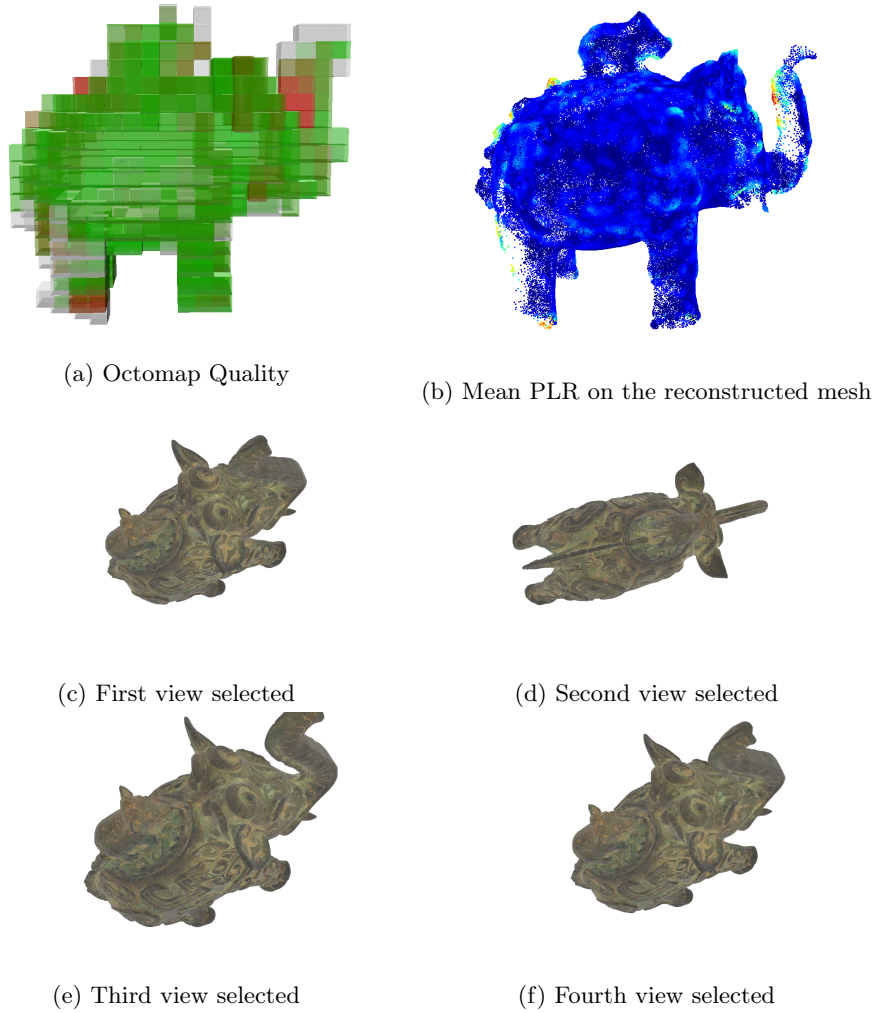 (a) Octomap Quality
(b) Mean PLR on the reconstructed mesh
(c) First view selected
(d) Second view selected
(e) Third view selected
(f) Fourth view selected